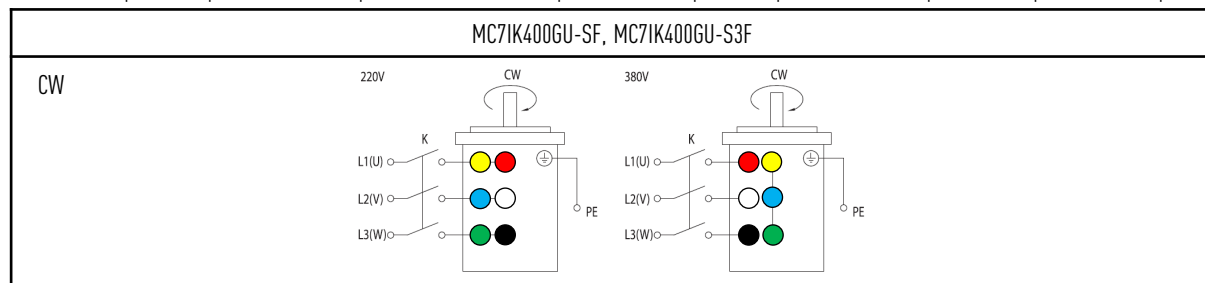 MC7IK400GU-SF, MC7IK400GU-S3F
CW
220V CW
K
L1(U)
L2(V)
L3(W)
PE
380V CW
K
L1(U)
L2(V)
L3(W)
PE